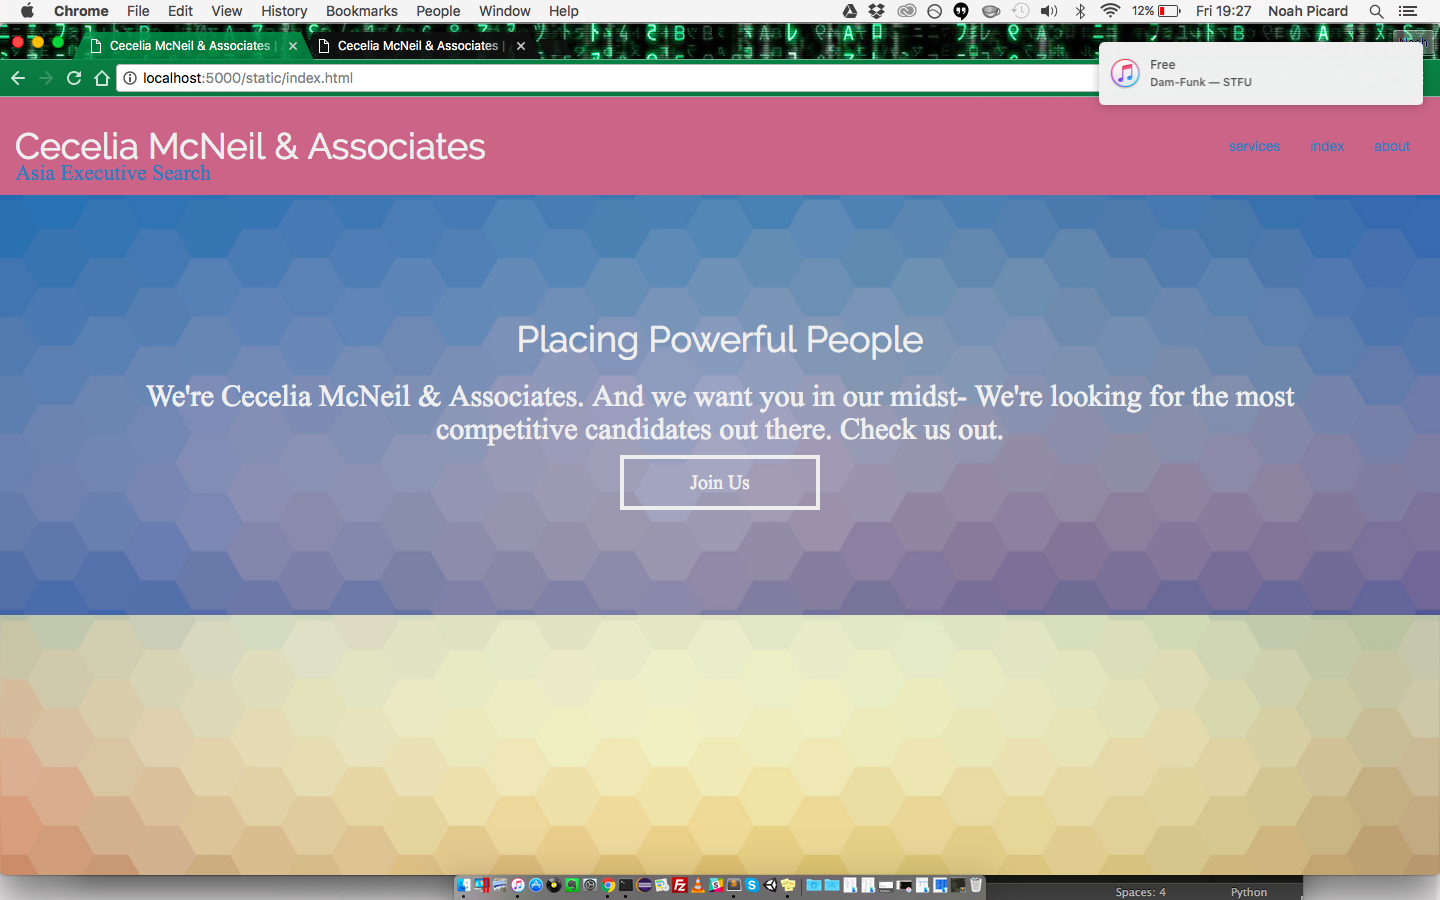 Chrome File Edit View History Bookmarks People Window Help 12% Fri 19:27 Noah Picard
Cecelia McNeil & Associates | Cecelia McNeil & Associates |
localhost:5000/static/index.html
Free
Dam-Funk — STFU
Cecelia McNeil & Associates
Asia Executive Search
services index about
Placing Powerful People
We're Cecelia McNeil & Associates. And we want you in our midst- We're looking for the most
competitive candidates out there. Check us out.
Join Us
Spaces: 4 Python